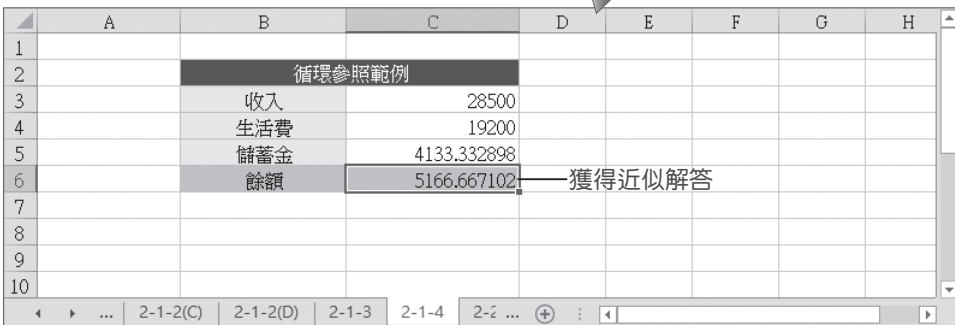 A B C D E F G H
1
2 循環參照範例
3 收入 28500
4 生活費 19200
5 儲蓄金 4133.332898
6 餘額 5166.667102 獲得近似解答
7
8
9
10
... 2-1-2(C) 2-1-2(D) 2-1-3 2-1-4 2-2 ...